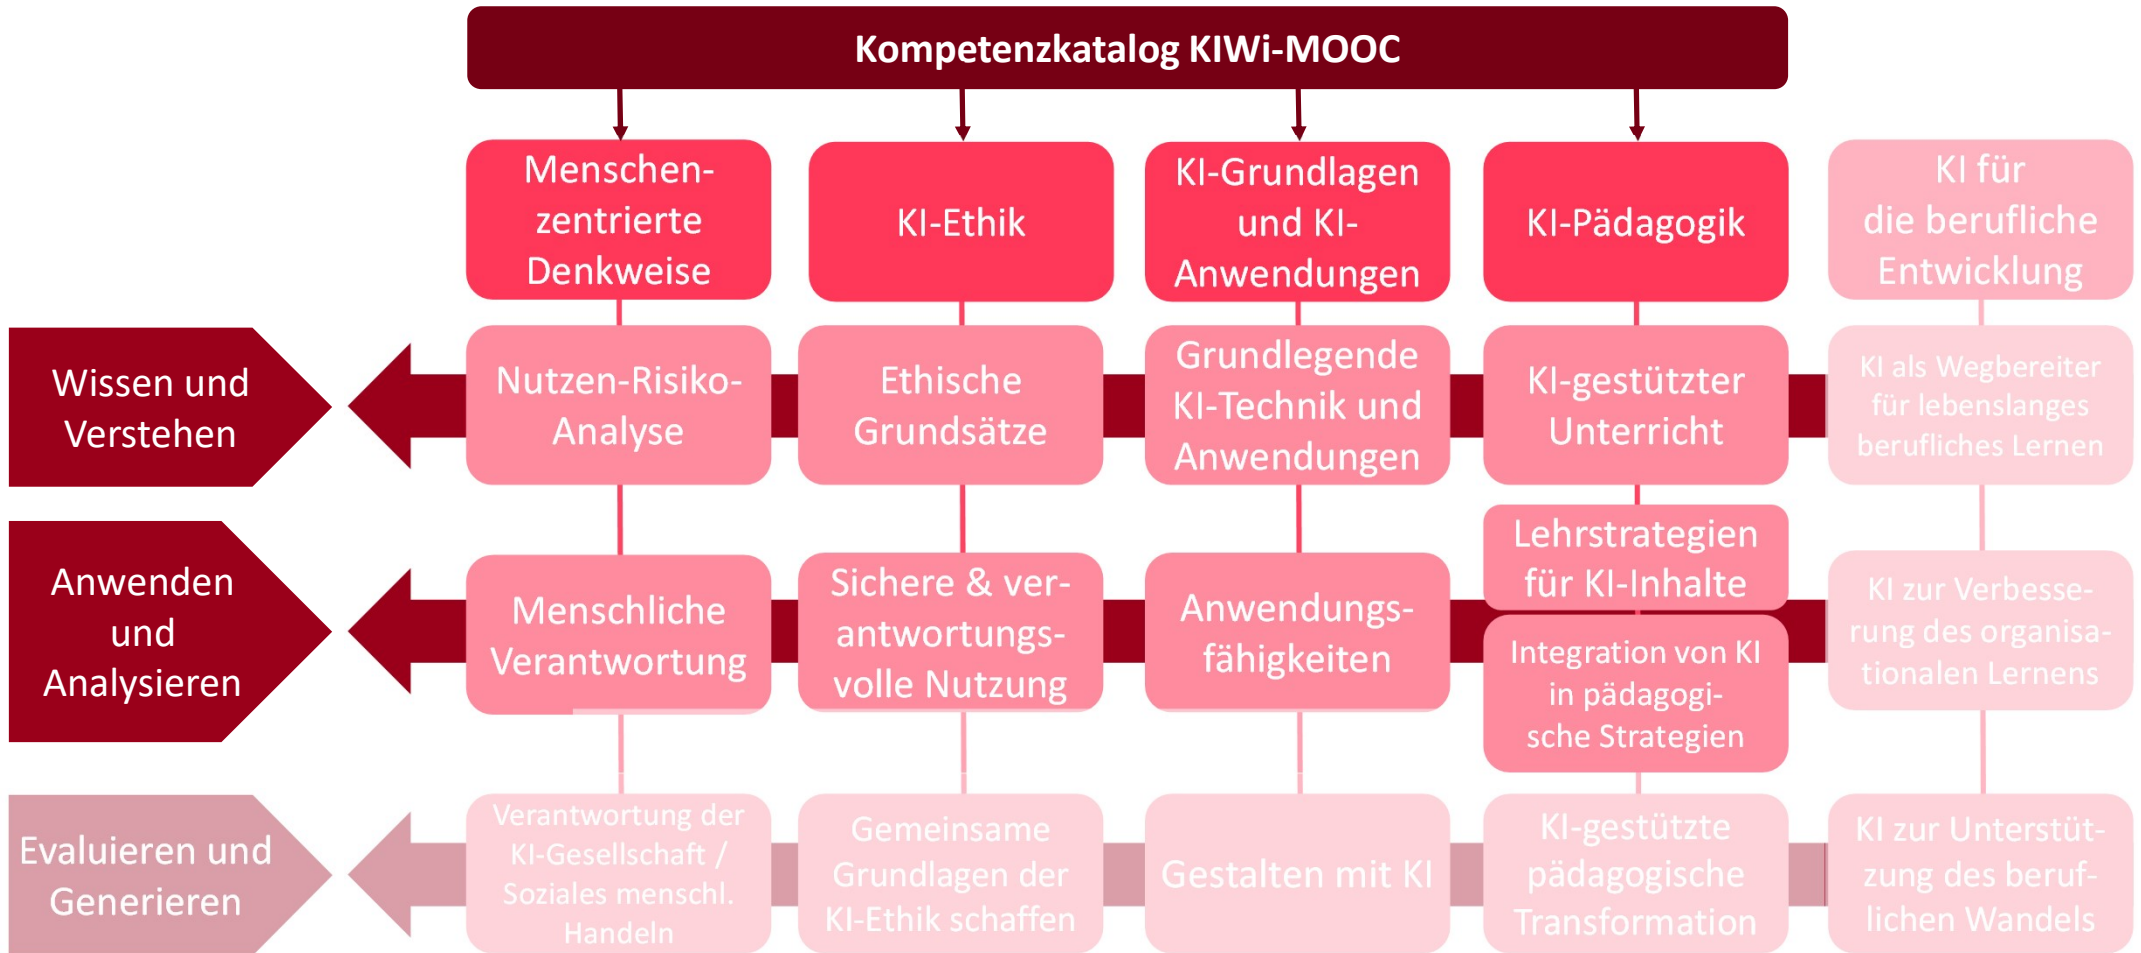 Kompetenzkatalog KIWi-MOOC
Menschen-
zentrierte
Denkweise
KI-Ethik
KI-Grundlagen
und KI-
Anwendungen
KI-Pädagogik
KI für
die berufliche
Entwicklung
Wissen und
Verstehen
Nutzen-Risiko-
Analyse
Ethische
Grundsätze
Grundlegende
KI-Technik und
Anwendungen
KI-gestützter
Unterricht
KI als Wegbereiter
für lebenslanges
berufliches Lernen
Anwenden
und
Analysieren
Menschliche
Verantwortung
Sichere & ver-
antwortungs-
volle Nutzung
Anwendungs-
fähigkeiten
Lehrstrategien
für KI-Inhalte
Integration von KI
in pädagogi-
sche Strategien
KI zur Verbesse-
rung des organisa-
tionalen Lernens
Evaluieren und
Generieren
Verantwortung der
KI-Gesellschaft /
Soziales menschl.
Handeln
Gemeinsame
Grundlagen der
KI-Ethik schaffen
Gestalten mit KI
KI-gestützte
pädagogische
Transformation
KI zur Unterstüt-
zung des beruf-
lichen Wandels